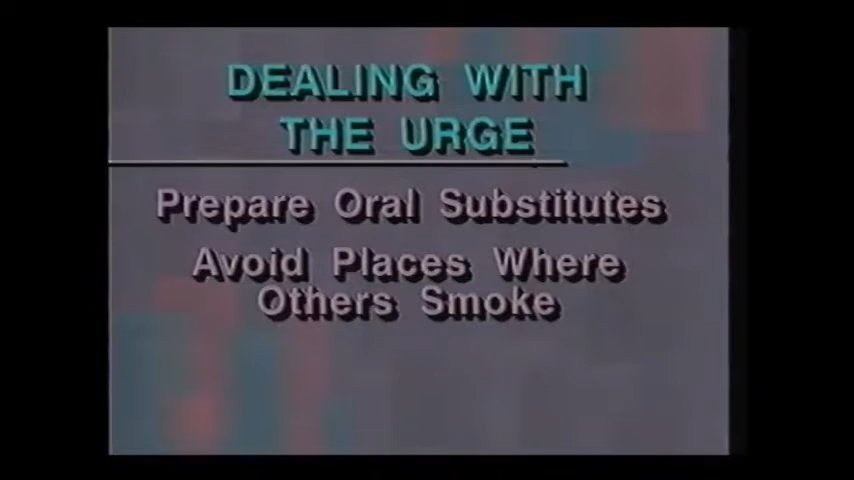 DEALING WITH
THE URGE
Prepare Oral Substitutes
Avoid Places Where
Others Smoke